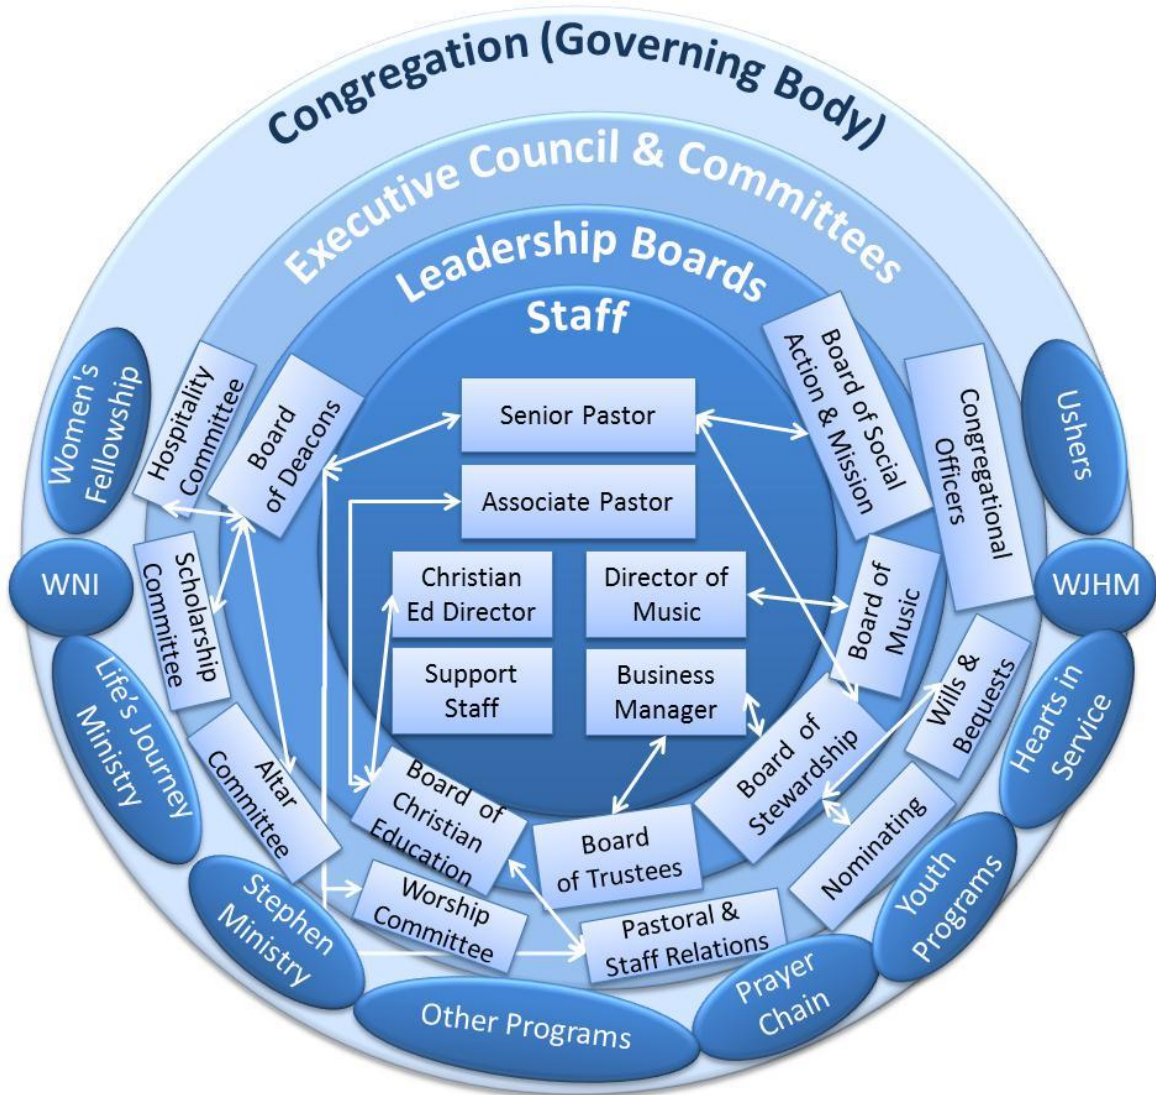 Congregation (Governing Body)
Executive Council & Committees
Leadership Boards
Staff
Senior Pastor
Associate Pastor
Christian
Ed Director
Director of
Music
Support
Staff
Business
Manager
Board
of Deacons
Board of Social
Action & Mission
Board of
Music
Board of
Stewardship
Board
of Trustees
Board of
Christian
Education
Hospitality
Committee
Scholarship
Committee
Altar
Committee
Worship
Committee
Pastoral &
Staff Relations
Nominating
Wills &
Bequests
Congregational
Officers
Women's
Fellowship
WNI
Life's Journey
Ministry
Stephen
Ministry
Other Programs
Prayer
Chain
Youth
Programs
Hearts in
Service
WJHM
Ushers